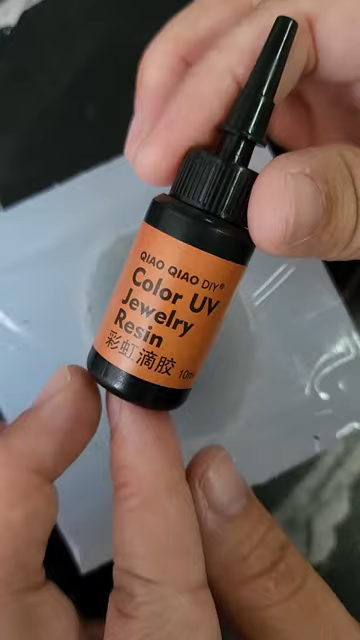 QIAO QIAO DIY®
Color UV
Jewelry
Resin
彩虹滴胶 10ml